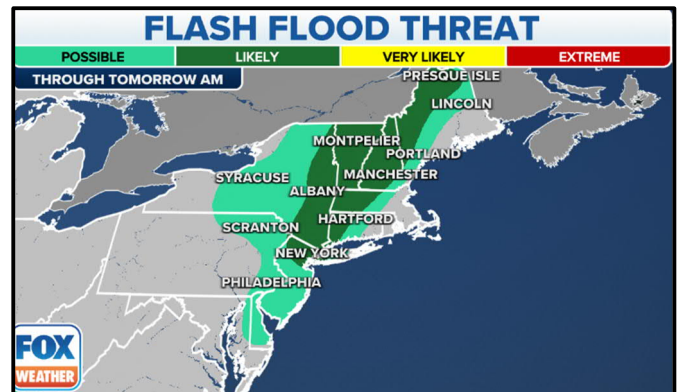 FLASH FLOOD THREAT
POSSIBLE LIKELY VERY LIKELY EXTREME
THROUGH TOMORROW AM
PRESQUE ISLE
LINCOLN
MONTPELIER
PORTLAND
SYRACUSE
MANCHESTER
ALBANY
HARTFORD
SCRANTON
NEW YORK
PHILADELPHIA
FOX
WEATHER